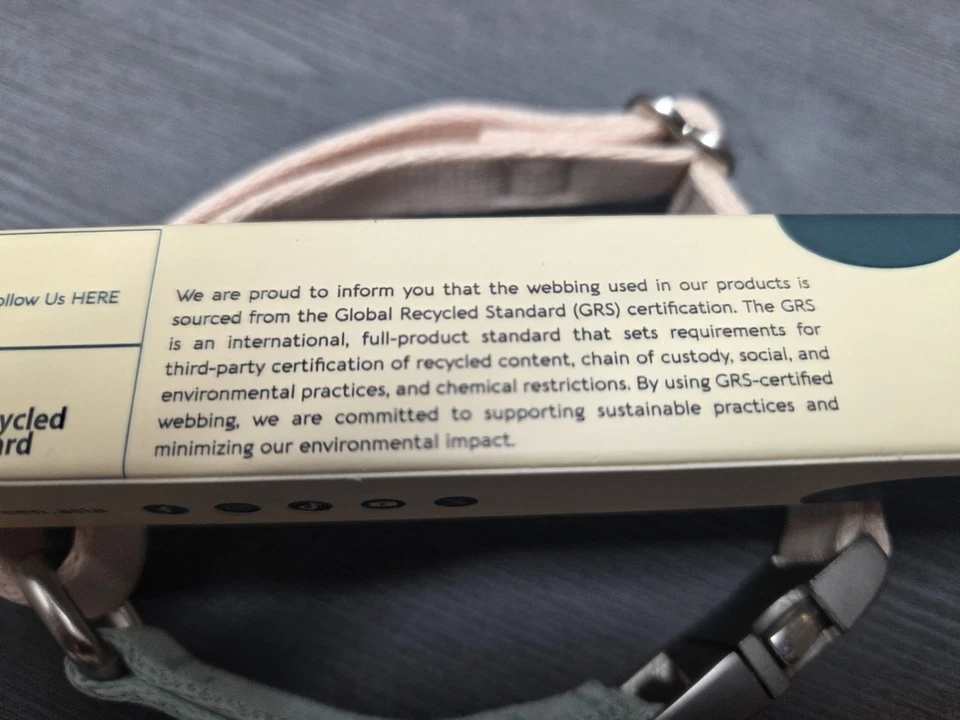 ollow Us HERE
ycled
ard
We are proud to inform you that the webbing used in our products is
sourced from the Global Recycled Standard (GRS) certification. The GRS
is an international, full-product standard that sets requirements for
third-party certification of recycled content, chain of custody, social, and
environmental practices, and chemical restrictions. By using GRS-certified
webbing, we are committed to supporting sustainable practices and
minimizing our environmental impact.